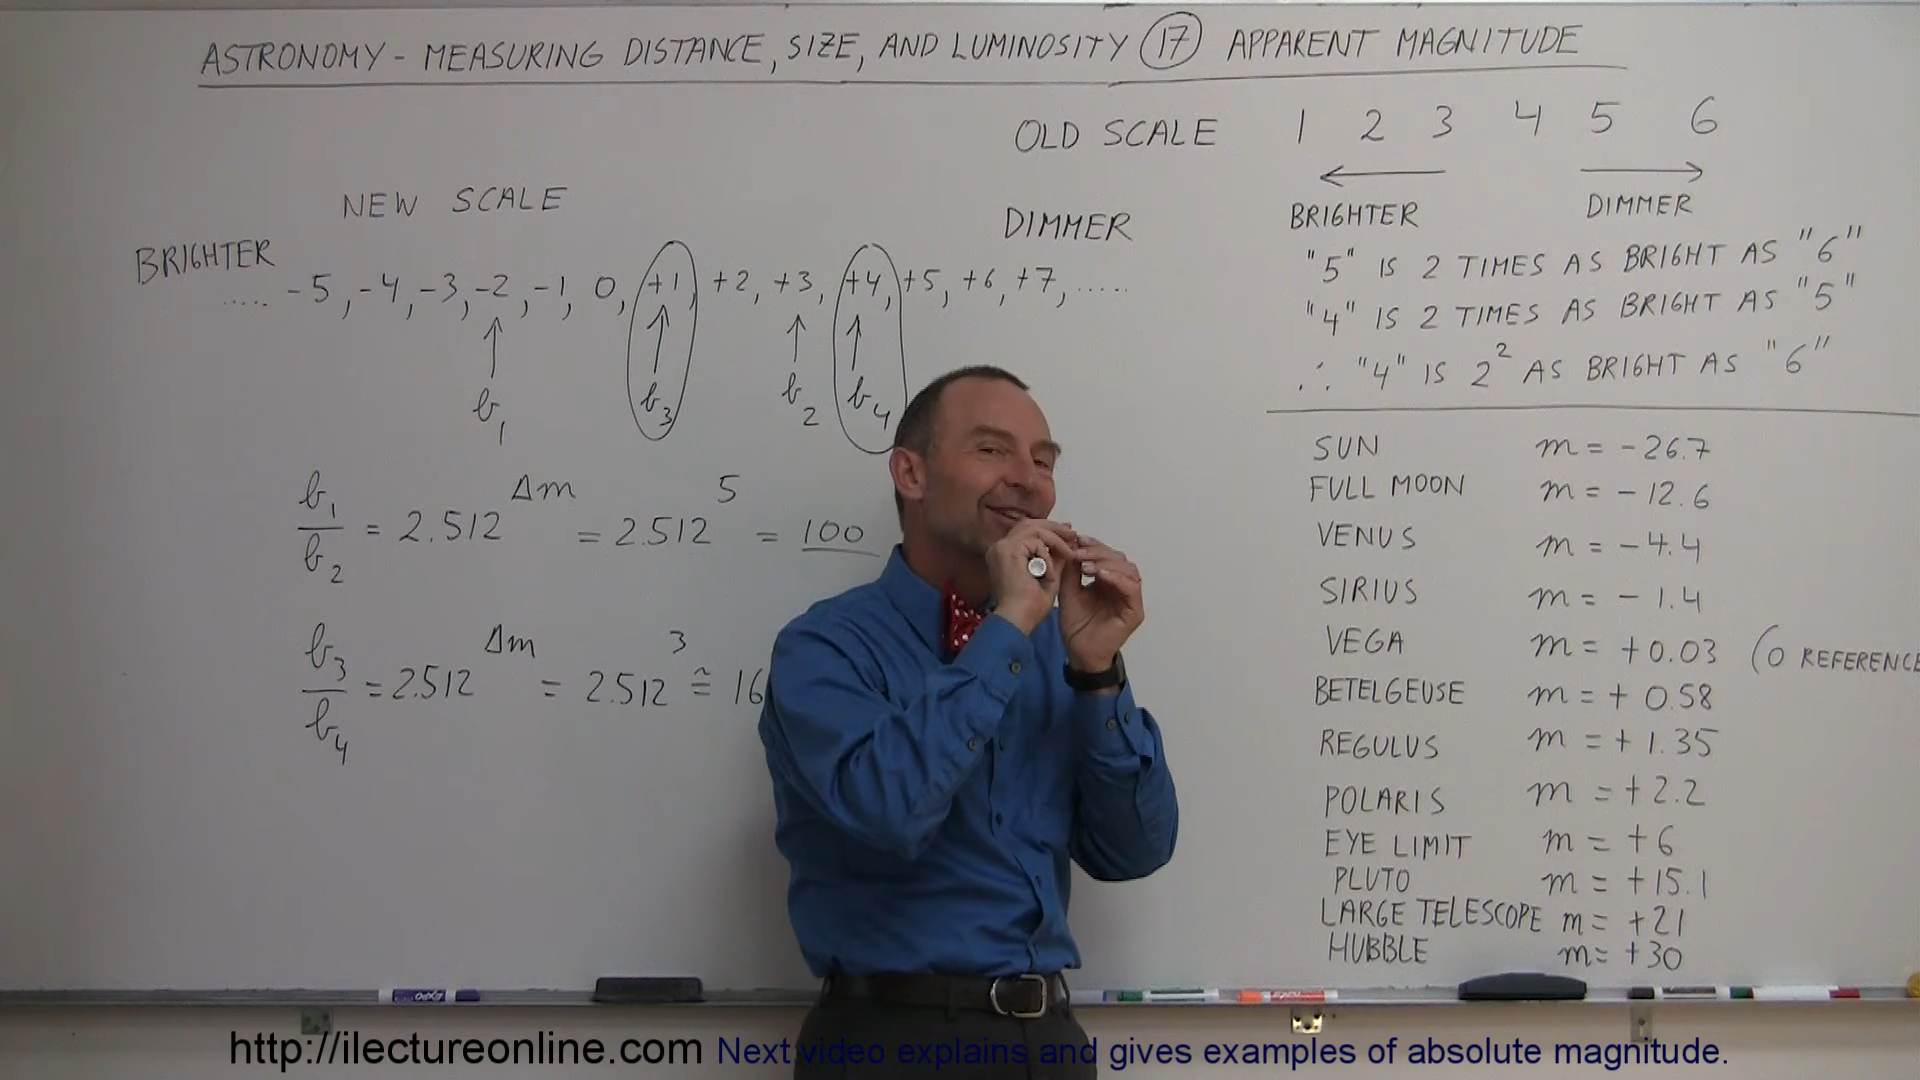 ASTRONOMY - MEASURING DISTANCE, SIZE, AND LUMINOSITY 17 APPARENT MAGNITUDE
OLD SCALE 1 2 3 4 5 6
BRIGHTER DIMMER
"5" IS 2 TIMES AS BRIGHT AS "6"
"4" IS 2 TIMES AS BRIGHT AS "5"
∴ "4" IS 2² AS BRIGHT AS "6"
NEW SCALE
BRIGHTER DIMMER
..... -5, -4, -3, -2, -1, 0, +1, +2, +3, +4, +5, +6, +7, .....
b₁ b₃ b₂ b₄
b₁/b₂ = 2.512^Δm = 2.512^5 = 100
b₃/b₄ = 2.512^Δm = 2.512^3 ≅ 16
SUN m = -26.7
FULL MOON m = -12.6
VENUS m = -4.4
SIRIUS m = -1.4
VEGA m = +0.03 (0 REFERENCE
BETELGEUSE m = +0.58
REGULUS m = +1.35
POLARIS m = +2.2
EYE LIMIT m = +6
PLUTO m = +15.1
LARGE TELESCOPE m = +21
HUBBLE m = +30
EXPO
http://ilectureonline.com Next video explains and gives examples of absolute magnitude.